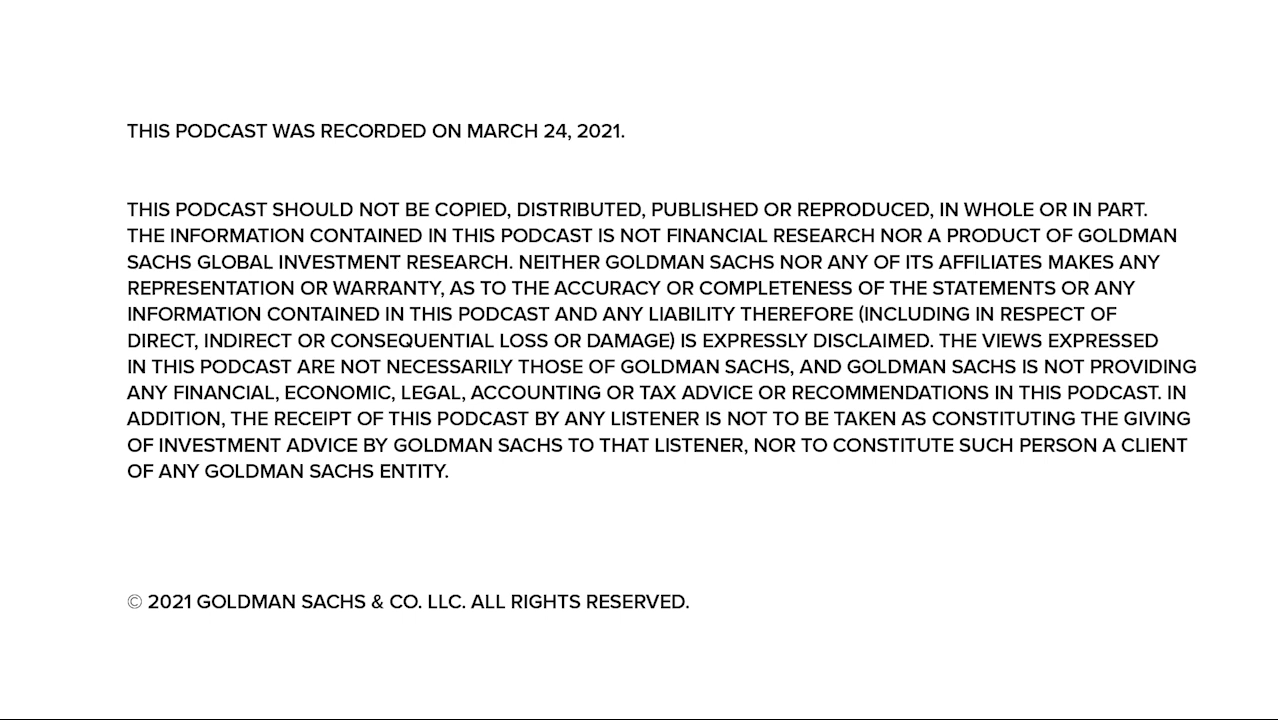 THIS PODCAST WAS RECORDED ON MARCH 24, 2021.
THIS PODCAST SHOULD NOT BE COPIED, DISTRIBUTED, PUBLISHED OR REPRODUCED, IN WHOLE OR IN PART.
THE INFORMATION CONTAINED IN THIS PODCAST IS NOT FINANCIAL RESEARCH NOR A PRODUCT OF GOLDMAN
SACHS GLOBAL INVESTMENT RESEARCH. NEITHER GOLDMAN SACHS NOR ANY OF ITS AFFILIATES MAKES ANY
REPRESENTATION OR WARRANTY, AS TO THE ACCURACY OR COMPLETENESS OF THE STATEMENTS OR ANY
INFORMATION CONTAINED IN THIS PODCAST AND ANY LIABILITY THEREFORE (INCLUDING IN RESPECT OF
DIRECT, INDIRECT OR CONSEQUENTIAL LOSS OR DAMAGE) IS EXPRESSLY DISCLAIMED. THE VIEWS EXPRESSED
IN THIS PODCAST ARE NOT NECESSARILY THOSE OF GOLDMAN SACHS, AND GOLDMAN SACHS IS NOT PROVIDING
ANY FINANCIAL, ECONOMIC, LEGAL, ACCOUNTING OR TAX ADVICE OR RECOMMENDATIONS IN THIS PODCAST. IN
ADDITION, THE RECEIPT OF THIS PODCAST BY ANY LISTENER IS NOT TO BE TAKEN AS CONSTITUTING THE GIVING
OF INVESTMENT ADVICE BY GOLDMAN SACHS TO THAT LISTENER, NOR TO CONSTITUTE SUCH PERSON A CLIENT
OF ANY GOLDMAN SACHS ENTITY.
© 2021 GOLDMAN SACHS & CO. LLC. ALL RIGHTS RESERVED.